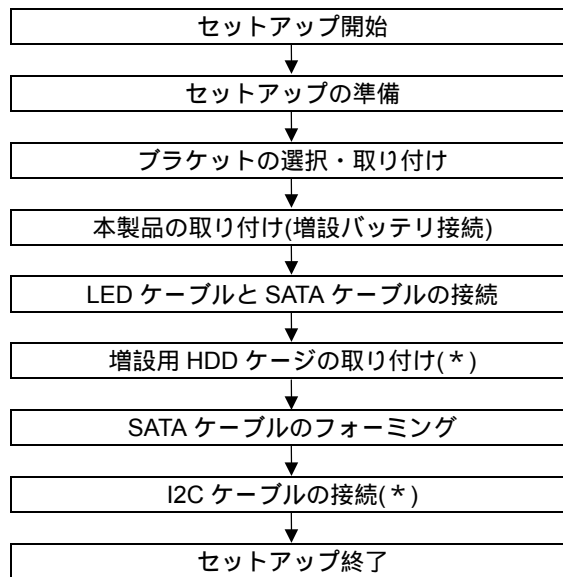 セットアップ開始
セットアップの準備
ブラケットの選択・取り付け
本製品の取り付け(増設バッテリ接続)
LED ケーブルと SATA ケーブルの接続
増設用 HDD ケージの取り付け(＊)
SATA ケーブルのフォーミング
I2C ケーブルの接続(＊)
セットアップ終了